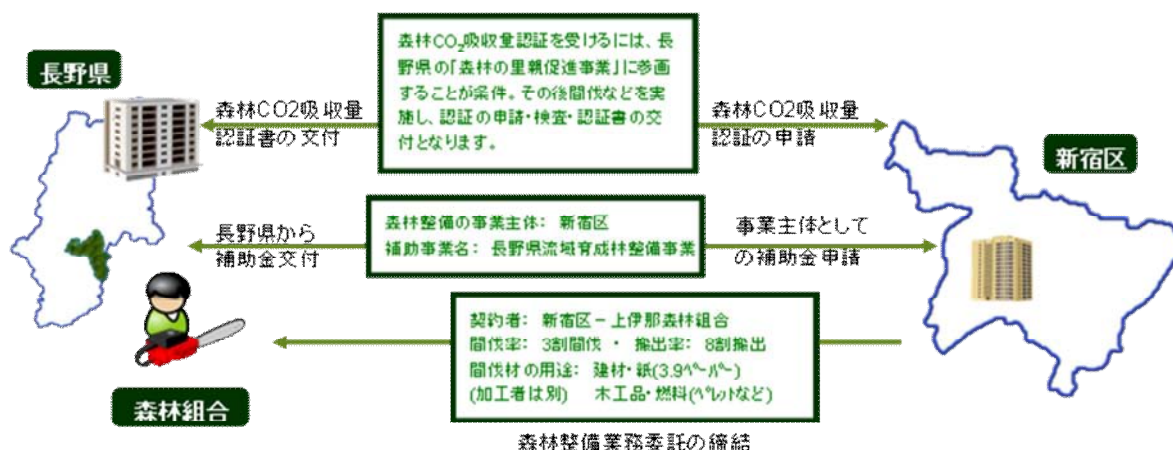 森林CO₂吸収量認証を受けるには、長
野県の「森林の里親促進事業」に参画
することが条件。その後間伐などを実
施し、認証の申請・検査・認証書の交
付となります。
長野県
森林CO2吸収量
認証書の交付
森林CO2吸収量
認証の申請
新宿区
森林整備の事業主体: 新宿区
補助事業名: 長野県流域育成林整備事業
長野県から
補助金交付
事業主体として
の補助金申請
契約者: 新宿区−上伊那森林組合
間伐率: 3割間伐 ・ 搬出率: 8割搬出
間伐材の用途: 建材・紙(3.9ペーパー)
(加工者は別) 木工品・燃料(ペレットなど)
森林組合
森林整備業務委託の締結